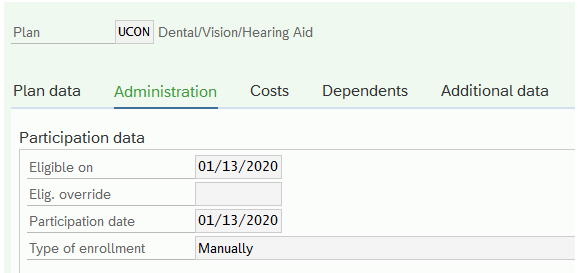 Plan UCON Dental/Vision/Hearing Aid
Plan data Administration Costs Dependents Additional data
Participation data
Eligible on 01/13/2020
Elig. override
Participation date 01/13/2020
Type of enrollment Manually